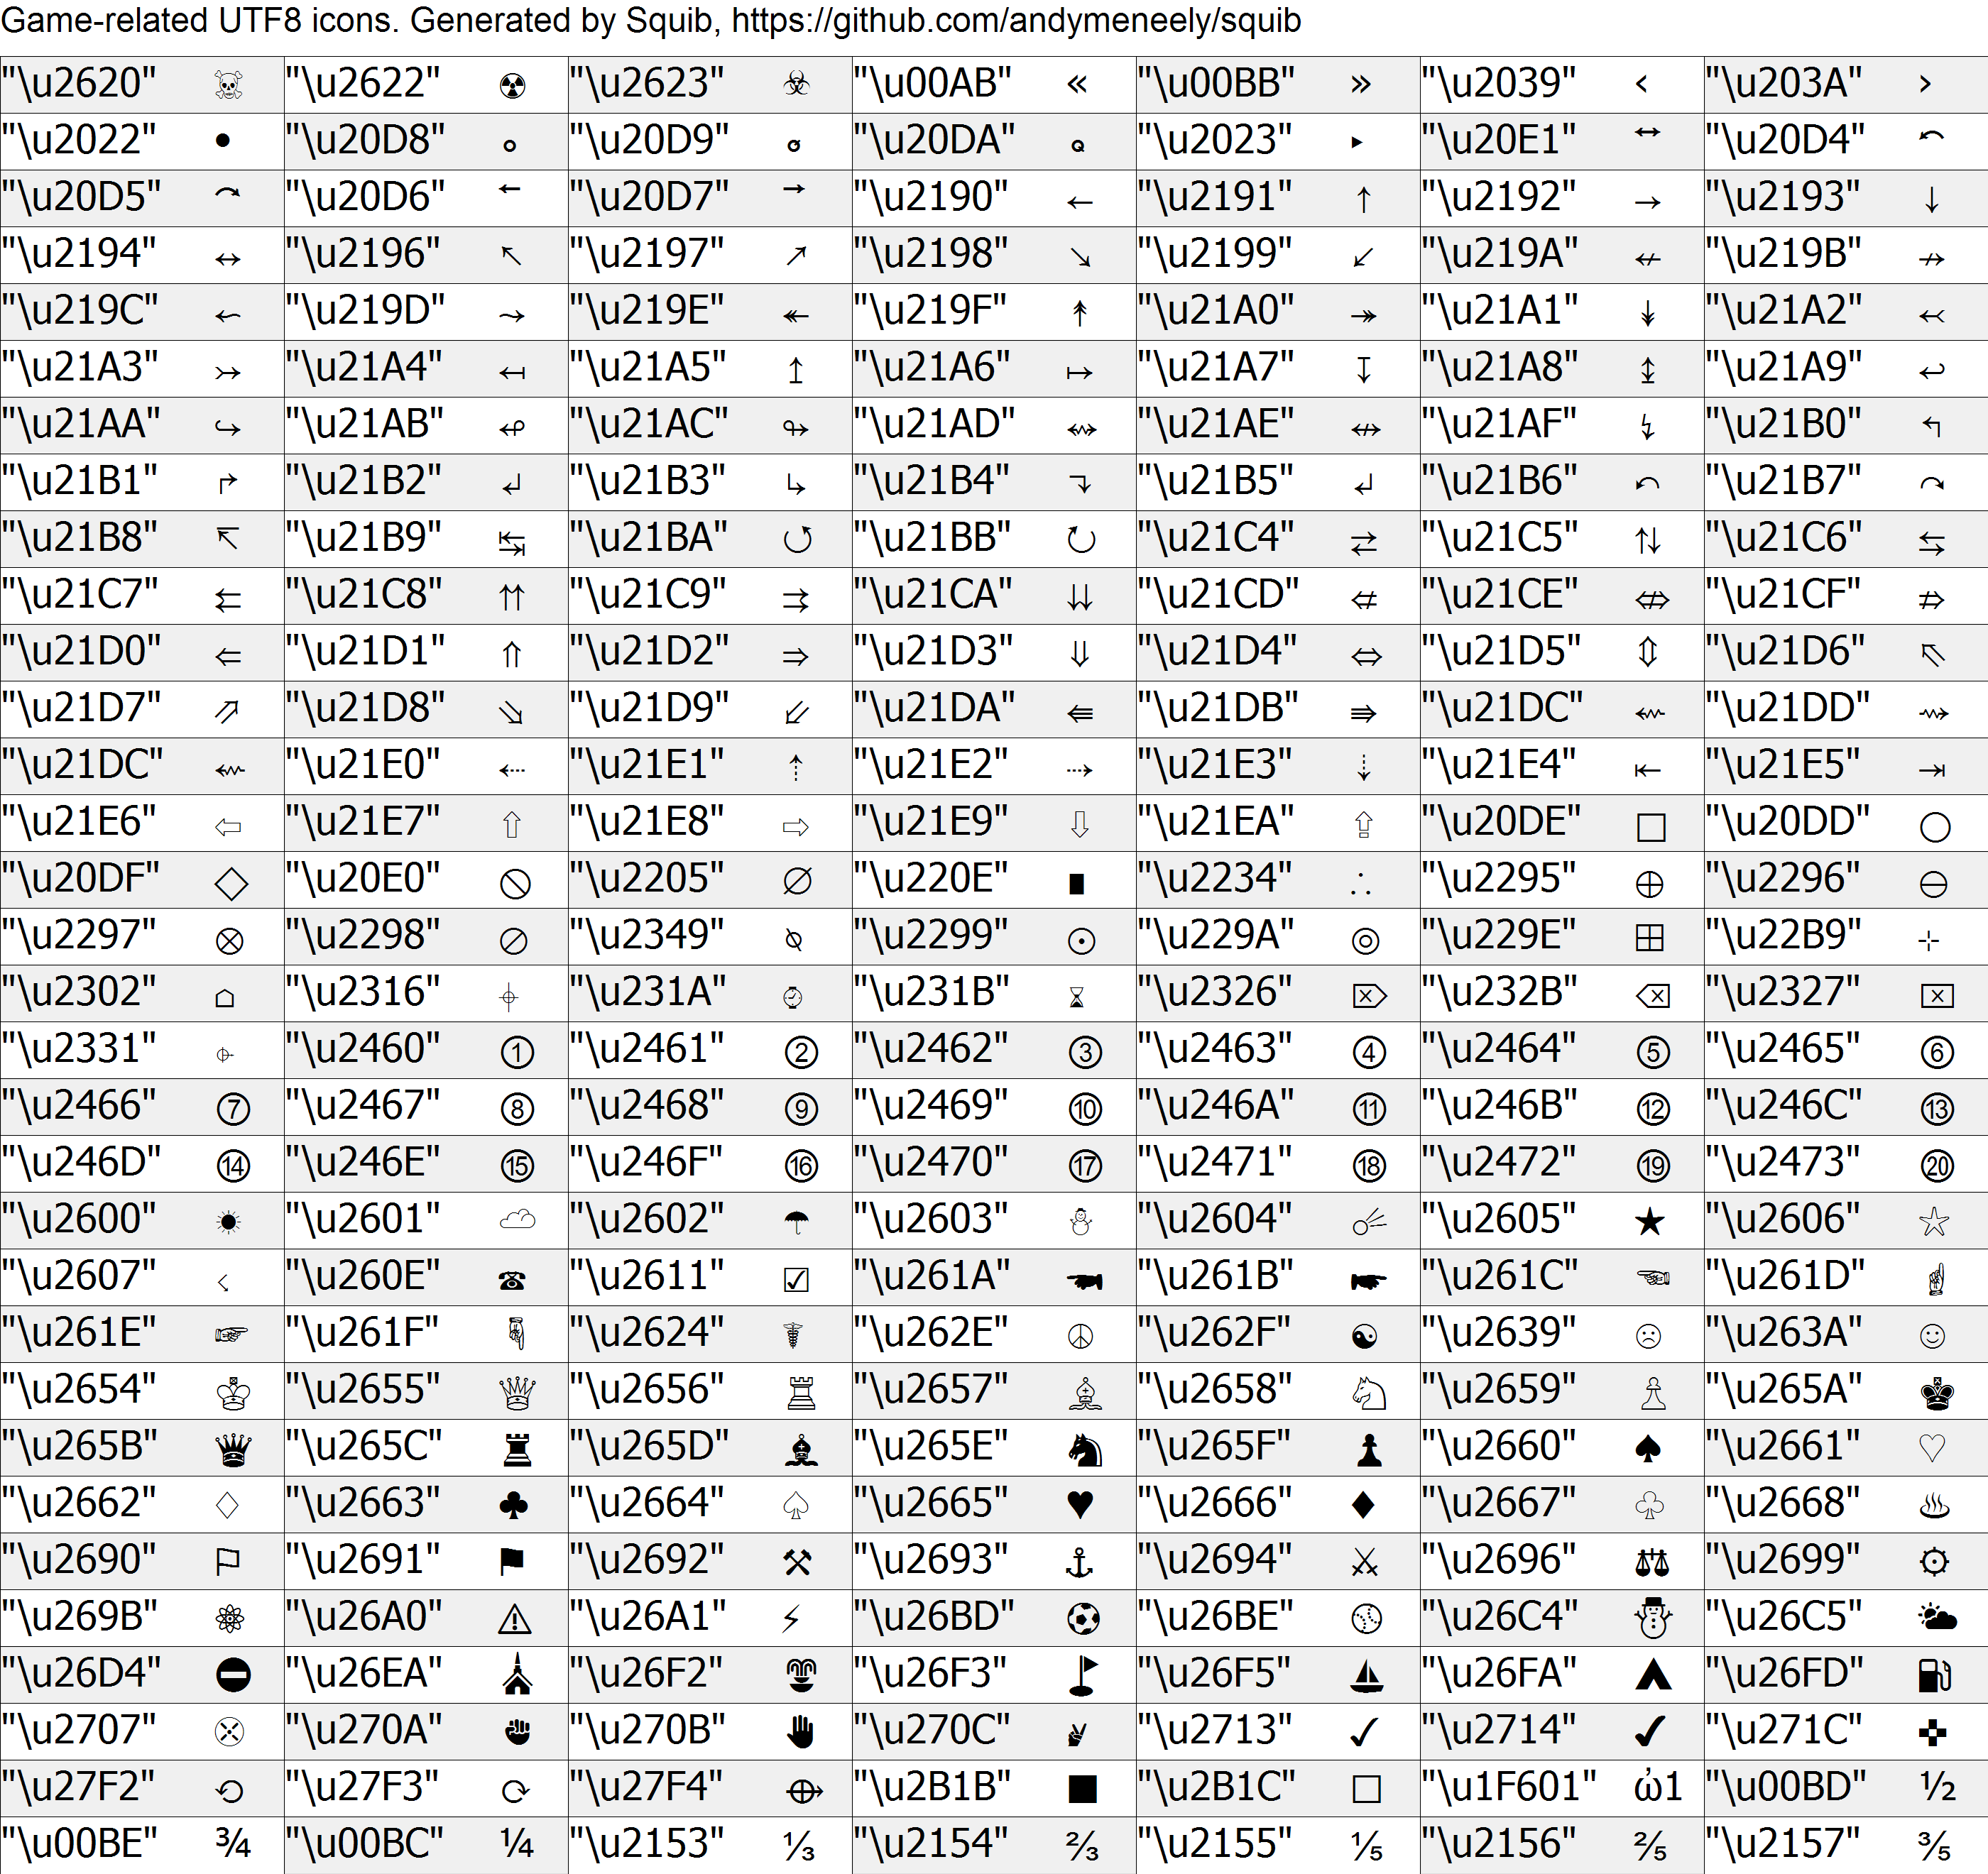 Game-related UTF8 icons. Generated by Squib, https://github.com/andymeneely/squib
"\u2620" ☠ "\u2622" ☢ "\u2623" ☣ "\u00AB" « "\u00BB" » "\u2039" ‹ "\u203A" ›
"\u2022" • "\u20D8" ⃘ "\u20D9" ⃙ "\u20DA" ⃚ "\u2023" ‣ "\u20E1" ⃡ "\u20D4" ⃔
"\u20D5" ⃕ "\u20D6" ⃖ "\u20D7" ⃗ "\u2190" ← "\u2191" ↑ "\u2192" → "\u2193" ↓
"\u2194" ↔ "\u2196" ↖ "\u2197" ↗ "\u2198" ↘ "\u2199" ↙ "\u219A" ↚ "\u219B" ↛
"\u219C" ↜ "\u219D" ↝ "\u219E" ↞ "\u219F" ↟ "\u21A0" ↠ "\u21A1" ↡ "\u21A2" ↢
"\u21A3" ↣ "\u21A4" ↤ "\u21A5" ↥ "\u21A6" ↦ "\u21A7" ↧ "\u21A8" ↨ "\u21A9" ↩
"\u21AA" ↪ "\u21AB" ↫ "\u21AC" ↬ "\u21AD" ↭ "\u21AE" ↮ "\u21AF" ↯ "\u21B0" ↰
"\u21B1" ↱ "\u21B2" ↲ "\u21B3" ↳ "\u21B4" ↴ "\u21B5" ↵ "\u21B6" ↶ "\u21B7" ↷
"\u21B8" ↸ "\u21B9" ↹ "\u21BA" ↺ "\u21BB" ↻ "\u21C4" ⇄ "\u21C5" ⇅ "\u21C6" ⇆
"\u21C7" ⇇ "\u21C8" ⇈ "\u21C9" ⇉ "\u21CA" ⇊ "\u21CD" ⇍ "\u21CE" ⇎ "\u21CF" ⇏
"\u21D0" ⇐ "\u21D1" ⇑ "\u21D2" ⇒ "\u21D3" ⇓ "\u21D4" ⇔ "\u21D5" ⇕ "\u21D6" ⇖
"\u21D7" ⇗ "\u21D8" ⇘ "\u21D9" ⇙ "\u21DA" ⇚ "\u21DB" ⇛ "\u21DC" ⇜ "\u21DD" ⇝
"\u21DC" ⇜ "\u21E0" ⇠ "\u21E1" ⇡ "\u21E2" ⇢ "\u21E3" ⇣ "\u21E4" ⇤ "\u21E5" ⇥
"\u21E6" ⇦ "\u21E7" ⇧ "\u21E8" ⇨ "\u21E9" ⇩ "\u21EA" ⇪ "\u20DE" ⃞ "\u20DD" ⃝
"\u20DF" ⃟ "\u20E0" ⃠ "\u2205" ∅ "\u220E" ∎ "\u2234" ∴ "\u2295" ⊕ "\u2296" ⊖
"\u2297" ⊗ "\u2298" ⊘ "\u2349" ⍉ "\u2299" ⊙ "\u229A" ⊚ "\u229E" ⊞ "\u22B9" ⊹
"\u2302" ⌂ "\u2316" ⌖ "\u231A" ⌚ "\u231B" ⌛ "\u2326" ⌦ "\u232B" ⌫ "\u2327" ⌧
"\u2331" ⌱ "\u2460" ① "\u2461" ② "\u2462" ③ "\u2463" ④ "\u2464" ⑤ "\u2465" ⑥
"\u2466" ⑦ "\u2467" ⑧ "\u2468" ⑨ "\u2469" ⑩ "\u246A" ⑪ "\u246B" ⑫ "\u246C" ⑬
"\u246D" ⑭ "\u246E" ⑮ "\u246F" ⑯ "\u2470" ⑰ "\u2471" ⑱ "\u2472" ⑲ "\u2473" ⑳
"\u2600" ☀ "\u2601" ☁ "\u2602" ☂ "\u2603" ☃ "\u2604" ☄ "\u2605" ★ "\u2606" ☆
"\u2607" ☇ "\u260E" ☎ "\u2611" ☑ "\u261A" ☚ "\u261B" ☛ "\u261C" ☜ "\u261D" ☝
"\u261E" ☞ "\u261F" ☟ "\u2624" ☤ "\u262E" ☮ "\u262F" ☯ "\u2639" ☹ "\u263A" ☺
"\u2654" ♔ "\u2655" ♕ "\u2656" ♖ "\u2657" ♗ "\u2658" ♘ "\u2659" ♙ "\u265A" ♚
"\u265B" ♛ "\u265C" ♜ "\u265D" ♝ "\u265E" ♞ "\u265F" ♟ "\u2660" ♠ "\u2661" ♡
"\u2662" ♢ "\u2663" ♣ "\u2664" ♤ "\u2665" ♥ "\u2666" ♦ "\u2667" ♧ "\u2668" ♨
"\u2690" ⚐ "\u2691" ⚑ "\u2692" ⚒ "\u2693" ⚓ "\u2694" ⚔ "\u2696" ⚖ "\u2699" ⚙
"\u269B" ⚛ "\u26A0" ⚠ "\u26A1" ⚡ "\u26BD" ⚽ "\u26BE" ⚾ "\u26C4" ⛄ "\u26C5" ⛅
"\u26D4" ⛔ "\u26EA" ⛪ "\u26F2" ⛲ "\u26F3" ⛳ "\u26F5" ⛵ "\u26FA" ⛺ "\u26FD" ⛽
"\u2707" ✇ "\u270A" ✊ "\u270B" ✋ "\u270C" ✌ "\u2713" ✓ "\u2714" ✔ "\u271C" ✜
"\u27F2" ⟲ "\u27F3" ⟳ "\u27F4" ⟴ "\u2B1B" ⬛ "\u2B1C" ⬜ "\u1F601" ὠ1 "\u00BD" ½
"\u00BE" ¾ "\u00BC" ¼ "\u2153" ⅓ "\u2154" ⅔ "\u2155" ⅕ "\u2156" ⅖ "\u2157" ⅗